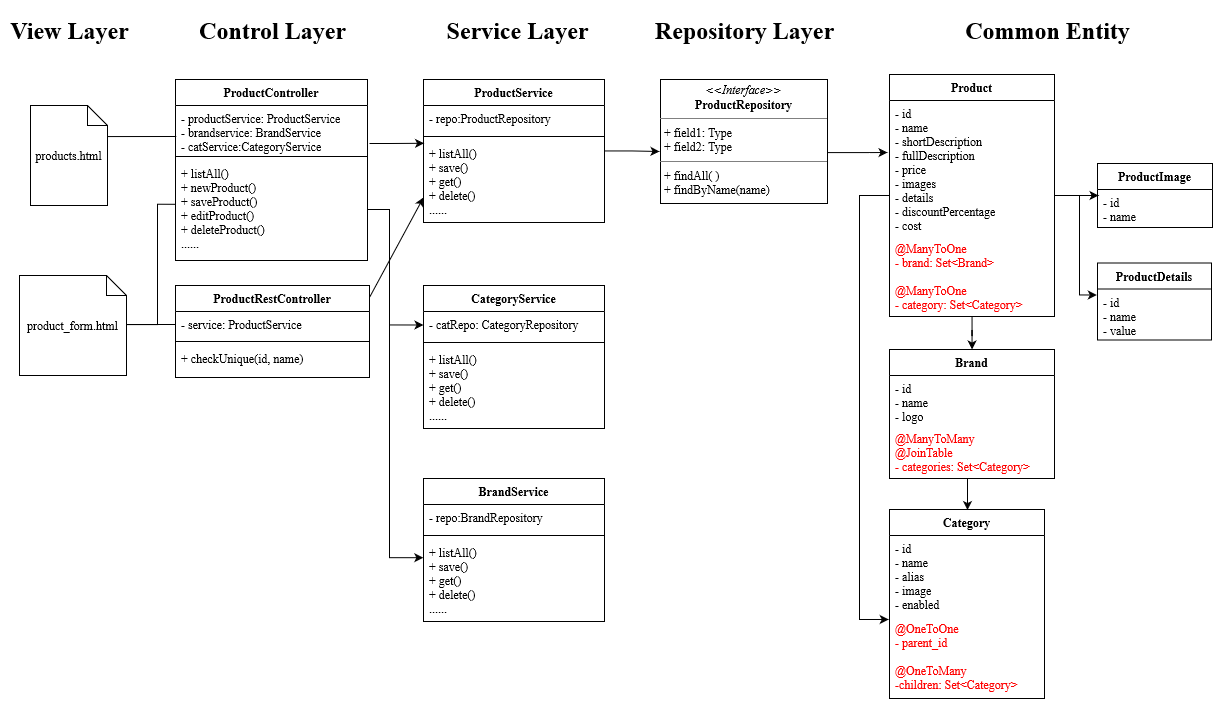 View Layer
Control Layer
Service Layer
Repository Layer
Common Entity
products.html
product_form.html
ProductController
- productService: ProductService
- brandservice: BrandService
- catService:CategoryService
+ listAll()
+ newProduct()
+ saveProduct()
+ editProduct()
+ deleteProduct()
......
ProductRestController
- service: ProductService
+ checkUnique(id, name)
ProductService
- repo:ProductRepository
+ listAll()
+ save()
+ get()
+ delete()
......
CategoryService
- catRepo: CategoryRepository
+ listAll()
+ save()
+ get()
+ delete()
......
BrandService
- repo:BrandRepository
+ listAll()
+ save()
+ get()
+ delete()
......
<<Interface>>
ProductRepository
+ field1: Type
+ field2: Type
+ findAll( )
+ findByName(name)
Product
- id
- name
- shortDescription
- fullDescription
- price
- images
- details
- discountPercentage
- cost
@ManyToOne
- brand: Set<Brand>
@ManyToOne
- category: Set<Category>
Brand
- id
- name
- logo
@ManyToMany
@JoinTable
- categories: Set<Category>
Category
- id
- name
- alias
- image
- enabled
@OneToOne
- parent_id
@OneToMany
-children: Set<Category>
ProductImage
- id
- name
ProductDetails
- id
- name
- value